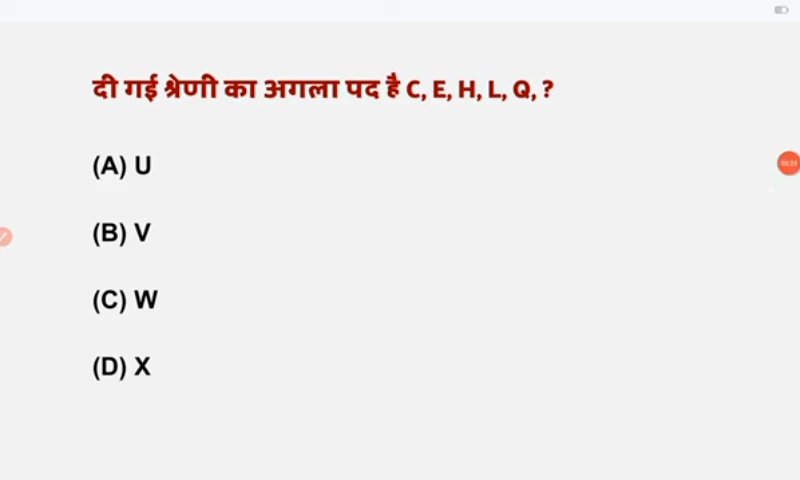 दी गई श्रेणी का अगला पद है C, E, H, L, Q, ?
(A) U
(B) V
(C) W
(D) X